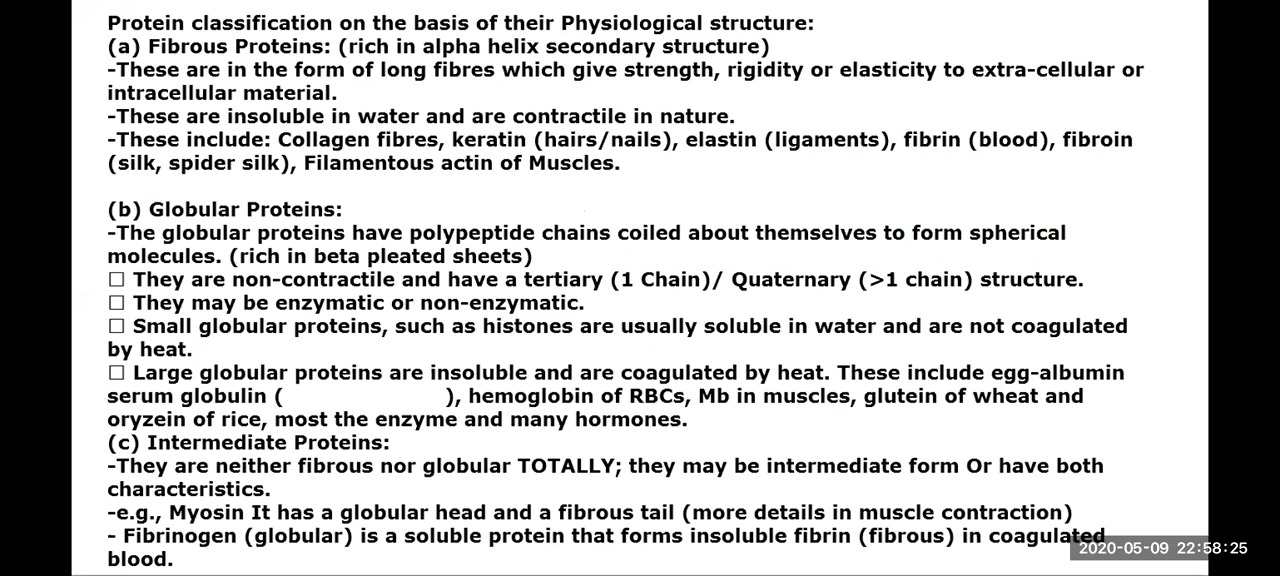 Protein classification on the basis of their Physiological structure:
(a) Fibrous Proteins: (rich in alpha helix secondary structure)
-These are in the form of long fibres which give strength, rigidity or elasticity to extra-cellular or
intracellular material.
-These are insoluble in water and are contractile in nature.
-These include: Collagen fibres, keratin (hairs/nails), elastin (ligaments), fibrin (blood), fibroin
(silk, spider silk), Filamentous actin of Muscles.
(b) Globular Proteins:
-The globular proteins have polypeptide chains coiled about themselves to form spherical
molecules. (rich in beta pleated sheets)
□ They are non-contractile and have a tertiary (1 Chain)/ Quaternary (>1 chain) structure.
□ They may be enzymatic or non-enzymatic.
□ Small globular proteins, such as histones are usually soluble in water and are not coagulated
by heat.
□ Large globular proteins are insoluble and are coagulated by heat. These include egg-albumin
serum globulin ( ), hemoglobin of RBCs, Mb in muscles, glutein of wheat and
oryzein of rice, most the enzyme and many hormones.
(c) Intermediate Proteins:
-They are neither fibrous nor globular TOTALLY; they may be intermediate form Or have both
characteristics.
-e.g., Myosin It has a globular head and a fibrous tail (more details in muscle contraction)
- Fibrinogen (globular) is a soluble protein that forms insoluble fibrin (fibrous) in coagulated
blood.
2020-05-09 22:58:25